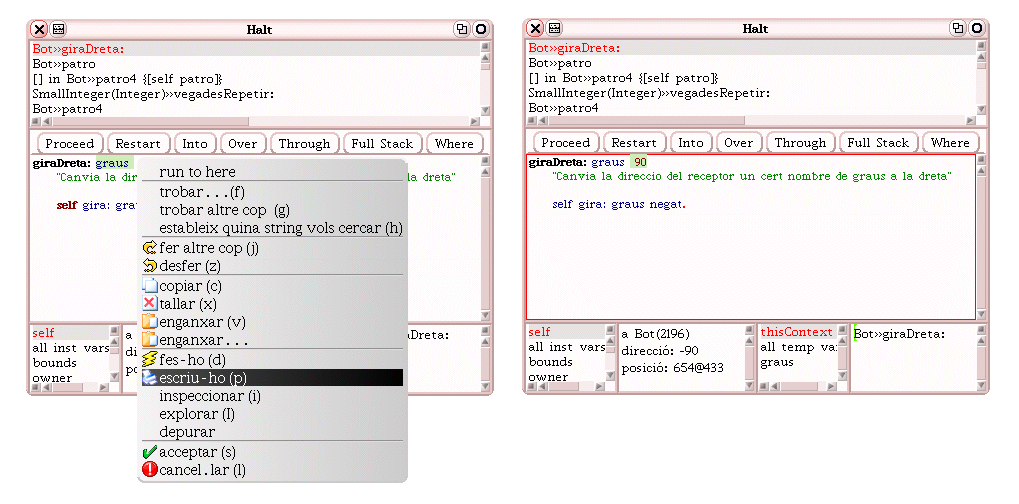 Halt
Bot»giraDreta:
Bot»patro
[] in Bot»patro4 {[self patro]}
SmallInteger(Integer)»vegadesRepetir:
Bot»patro4
Proceed Restart Into Over Through Full Stack Where
giraDreta: graus
"Canvia la dir la dreta"
self gira: grau
run to here
trobar...(f)
trobar altre cop (g)
estableix quina string vols cercar (h)
fer altre cop (j)
desfer (z)
copiar (c)
tallar (x)
enganxar (v)
enganxar...
fes-ho (d)
escriu-ho (p)
inspeccionar (i)
explorar (I)
depurar
acceptar (s)
cancel.lar (l)
self
all inst vars
bounds
owner
a
di
po
aDreta:
Halt
Bot»giraDreta:
Bot»patro
[] in Bot»patro4 {[self patro]}
SmallInteger(Integer)»vegadesRepetir:
Bot»patro4
Proceed Restart Into Over Through Full Stack Where
giraDreta: graus 90
"Canvia la direccio del receptor un cert nombre de graus a la dreta"
self gira: graus negat.
self
all inst vars
bounds
owner
a Bot(2196)
direcció: -90
posició: 654@433
thisContext
all temp va
graus
Bot»giraDreta: